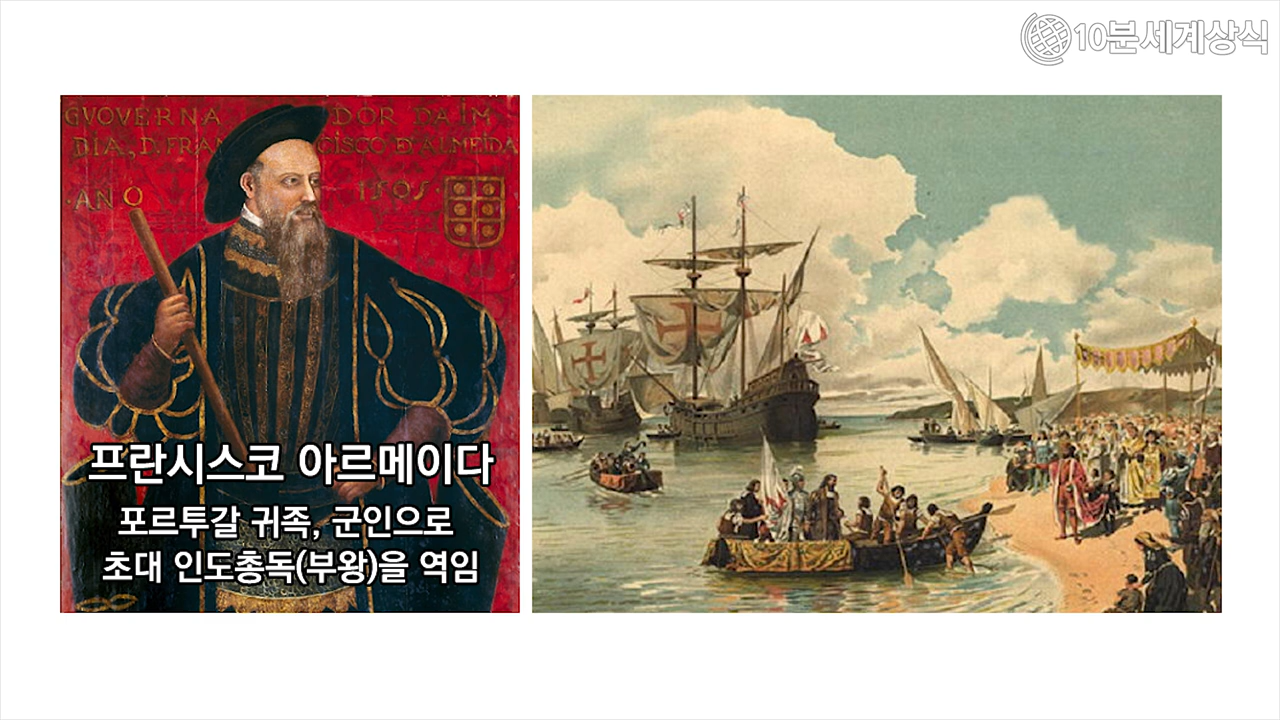 10분세계상식
GVOVERNA DOR DA IM
DIA, D. FRAN CISCO D ALMEIDA
·ANO 1505·
프란시스코 아르메이다
포르투갈 귀족, 군인으로
초대 인도총독(부왕)을 역임